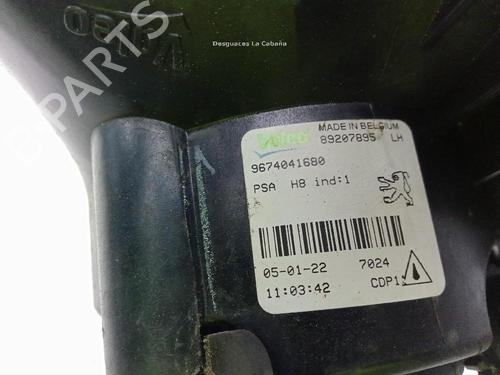 Desguaces La Cabaña
Valeo
Valeo
MADE IN BELGIUM
89207895 LH
9674041680
PSA H8 ind:1
05-01-22 7024
11:03:42 CDP1